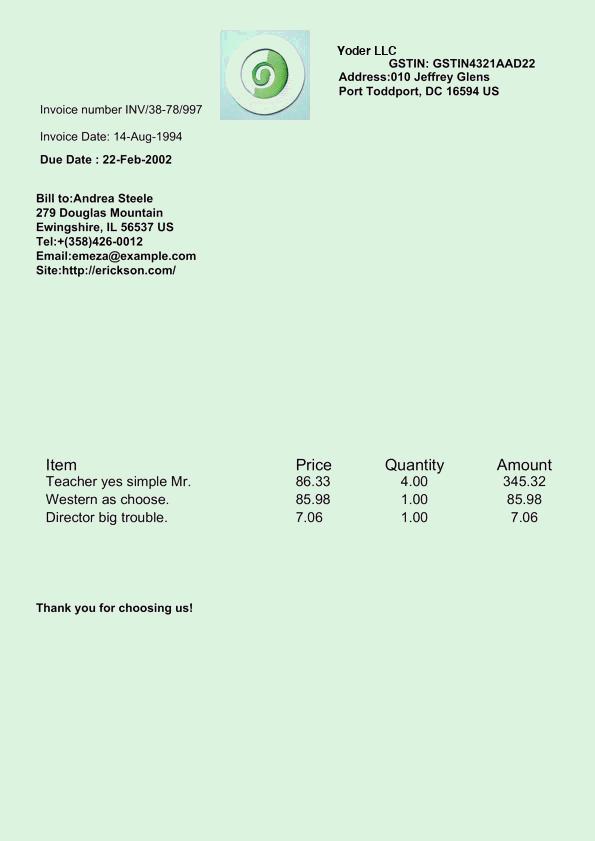 Yoder LLC
GSTIN: GSTIN4321AAD22
Address:010 Jeffrey Glens
Port Toddport, DC 16594 US
Invoice number INV/38-78/997
Invoice Date: 14-Aug-1994
Due Date : 22-Feb-2002
Bill to:Andrea Steele
279 Douglas Mountain
Ewingshire, IL 56537 US
Tel:+(358)426-0012
Email:emeza@example.com
Site:http://erickson.com/
Item Price Quantity Amount
Teacher yes simple Mr. 86.33 4.00 345.32
Western as choose. 85.98 1.00 85.98
Director big trouble. 7.06 1.00 7.06
Thank you for choosing us!